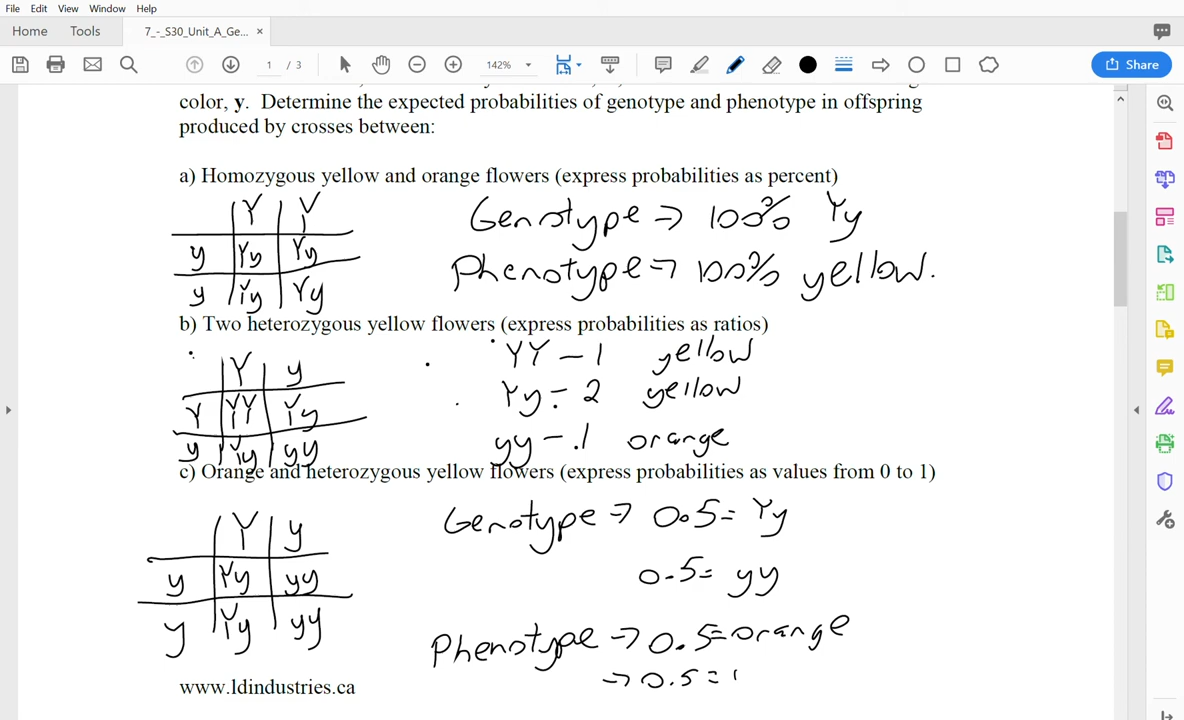 File Edit View Window Help
Home Tools 7_-_S30_Unit_A_Ge... ×
1 / 3 142% Share
color, y. Determine the expected probabilities of genotype and phenotype in offspring
produced by crosses between:
a) Homozygous yellow and orange flowers (express probabilities as percent)
Y Y
y Yy Yy
y Yy Yy
Genotype → 100% Yy
Phenotype → 100% yellow.
b) Two heterozygous yellow flowers (express probabilities as ratios)
Y y
Y YY Yy
y Yy yy
YY - 1 yellow
Yy - 2 yellow
yy - 1 orange
c) Orange and heterozygous yellow flowers (express probabilities as values from 0 to 1)
Y y
y Yy yy
y Yy yy
Genotype → 0.5 = Yy
0.5 = yy
Phenotype → 0.5 = orange
→ 0.5 =
www.ldindustries.ca